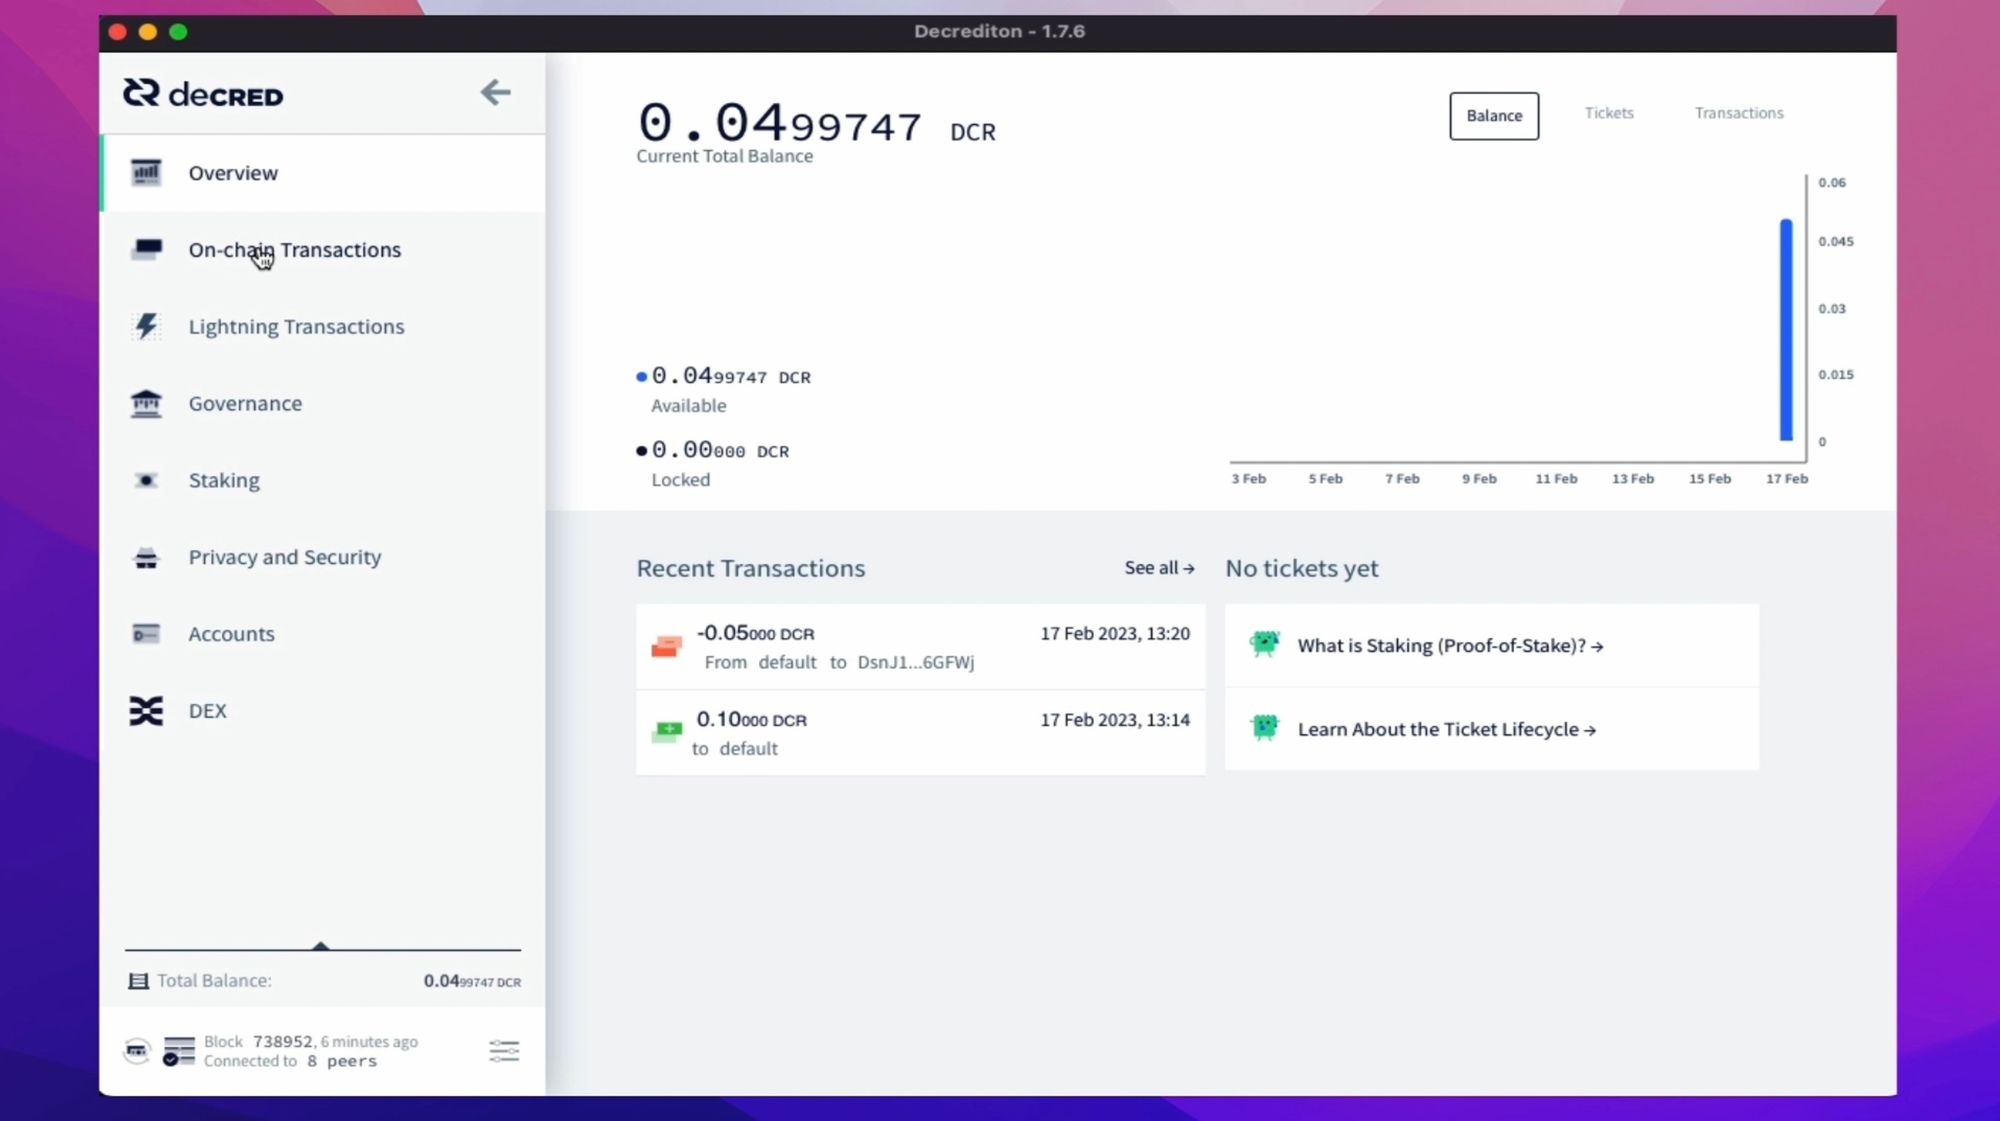 Decrediton - 1.7.6
decred
Overview
On-chain Transactions
Lightning Transactions
Governance
Staking
Privacy and Security
Accounts
DEX
Total Balance: 0.0499747 DCR
Block 738952, 6 minutes ago
Connected to 8 peers
0.0499747 DCR
Current Total Balance
Balance Tickets Transactions
0.06
0.045
0.03
0.015
0
3 Feb 5 Feb 7 Feb 9 Feb 11 Feb 13 Feb 15 Feb 17 Feb
0.0499747 DCR
Available
0.00000 DCR
Locked
Recent Transactions See all →
-0.05000 DCR 17 Feb 2023, 13:20
From default to DsnJ1...6GFWj
0.10000 DCR 17 Feb 2023, 13:14
to default
No tickets yet
What is Staking (Proof-of-Stake)? →
Learn About the Ticket Lifecycle →